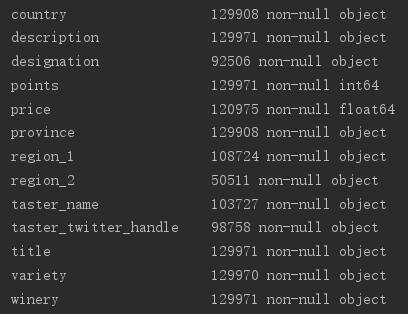 country 129908 non-null object
description 129971 non-null object
designation 92506 non-null object
points 129971 non-null int64
price 120975 non-null float64
province 129908 non-null object
region_1 108724 non-null object
region_2 50511 non-null object
taster_name 103727 non-null object
taster_twitter_handle 98758 non-null object
title 129971 non-null object
variety 129970 non-null object
winery 129971 non-null object